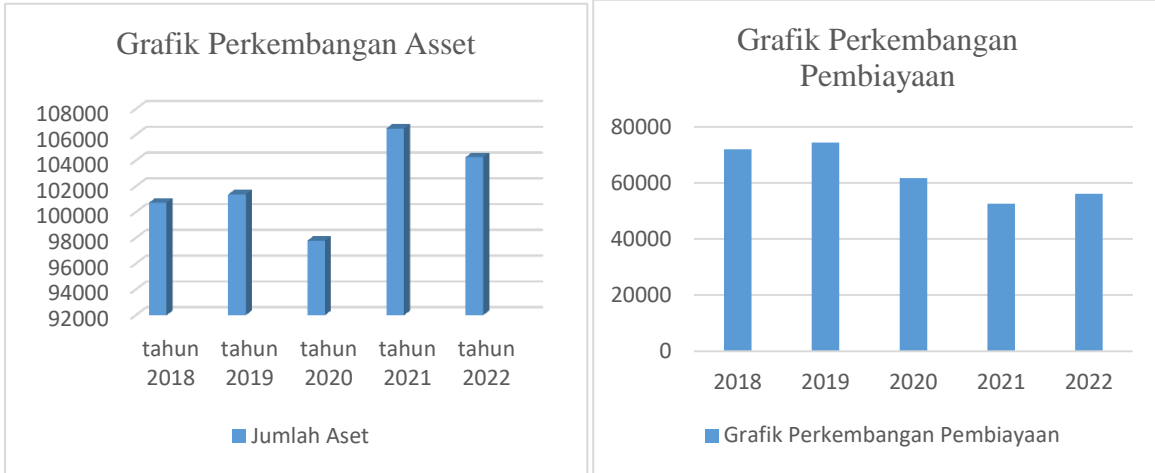 Grafik Perkembangan Asset
108000
106000
104000
102000
100000
98000
96000
94000
92000
tahun 2018
tahun 2019
tahun 2020
tahun 2021
tahun 2022
Jumlah Aset
Grafik Perkembangan
Pembiayaan
80000
60000
40000
20000
0
2018 2019 2020 2021 2022
Grafik Perkembangan Pembiayaan